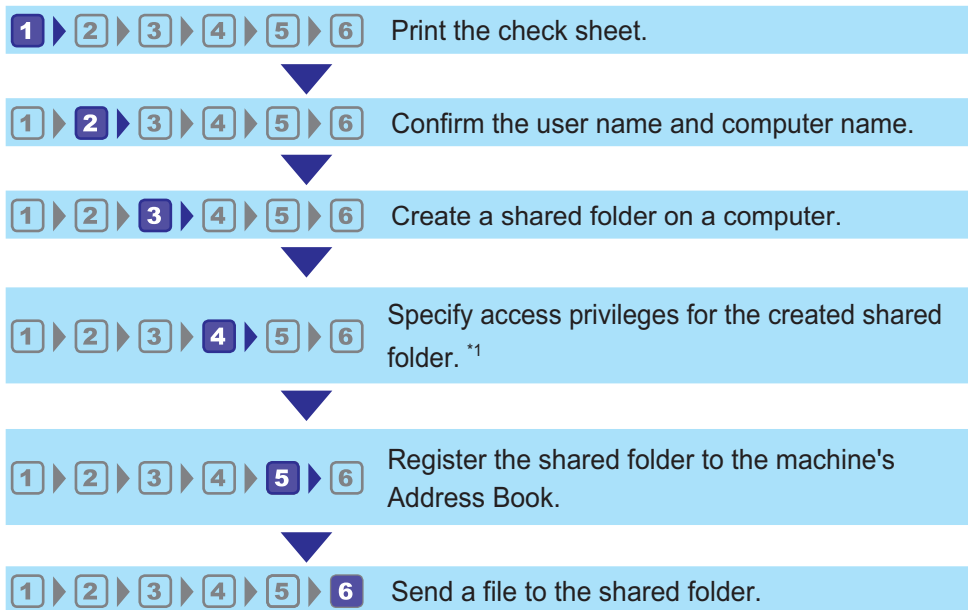 1 2 3 4 5 6 Print the check sheet.
1 2 3 4 5 6 Confirm the user name and computer name.
1 2 3 4 5 6 Create a shared folder on a computer.
1 2 3 4 5 6 Specify access privileges for the created shared
folder. *1
1 2 3 4 5 6 Register the shared folder to the machine's
Address Book.
1 2 3 4 5 6 Send a file to the shared folder.